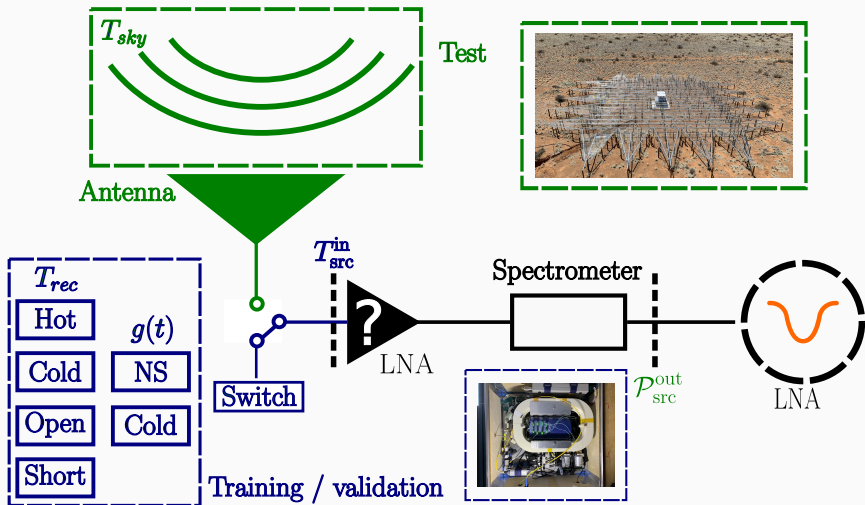 T_sky
Test
Antenna
T_src^in
T_rec
Hot
g(t)
Cold
NS
Open
Cold
Short
Switch
?
LNA
Spectrometer
𝒫_src^out
LNA
Training / validation